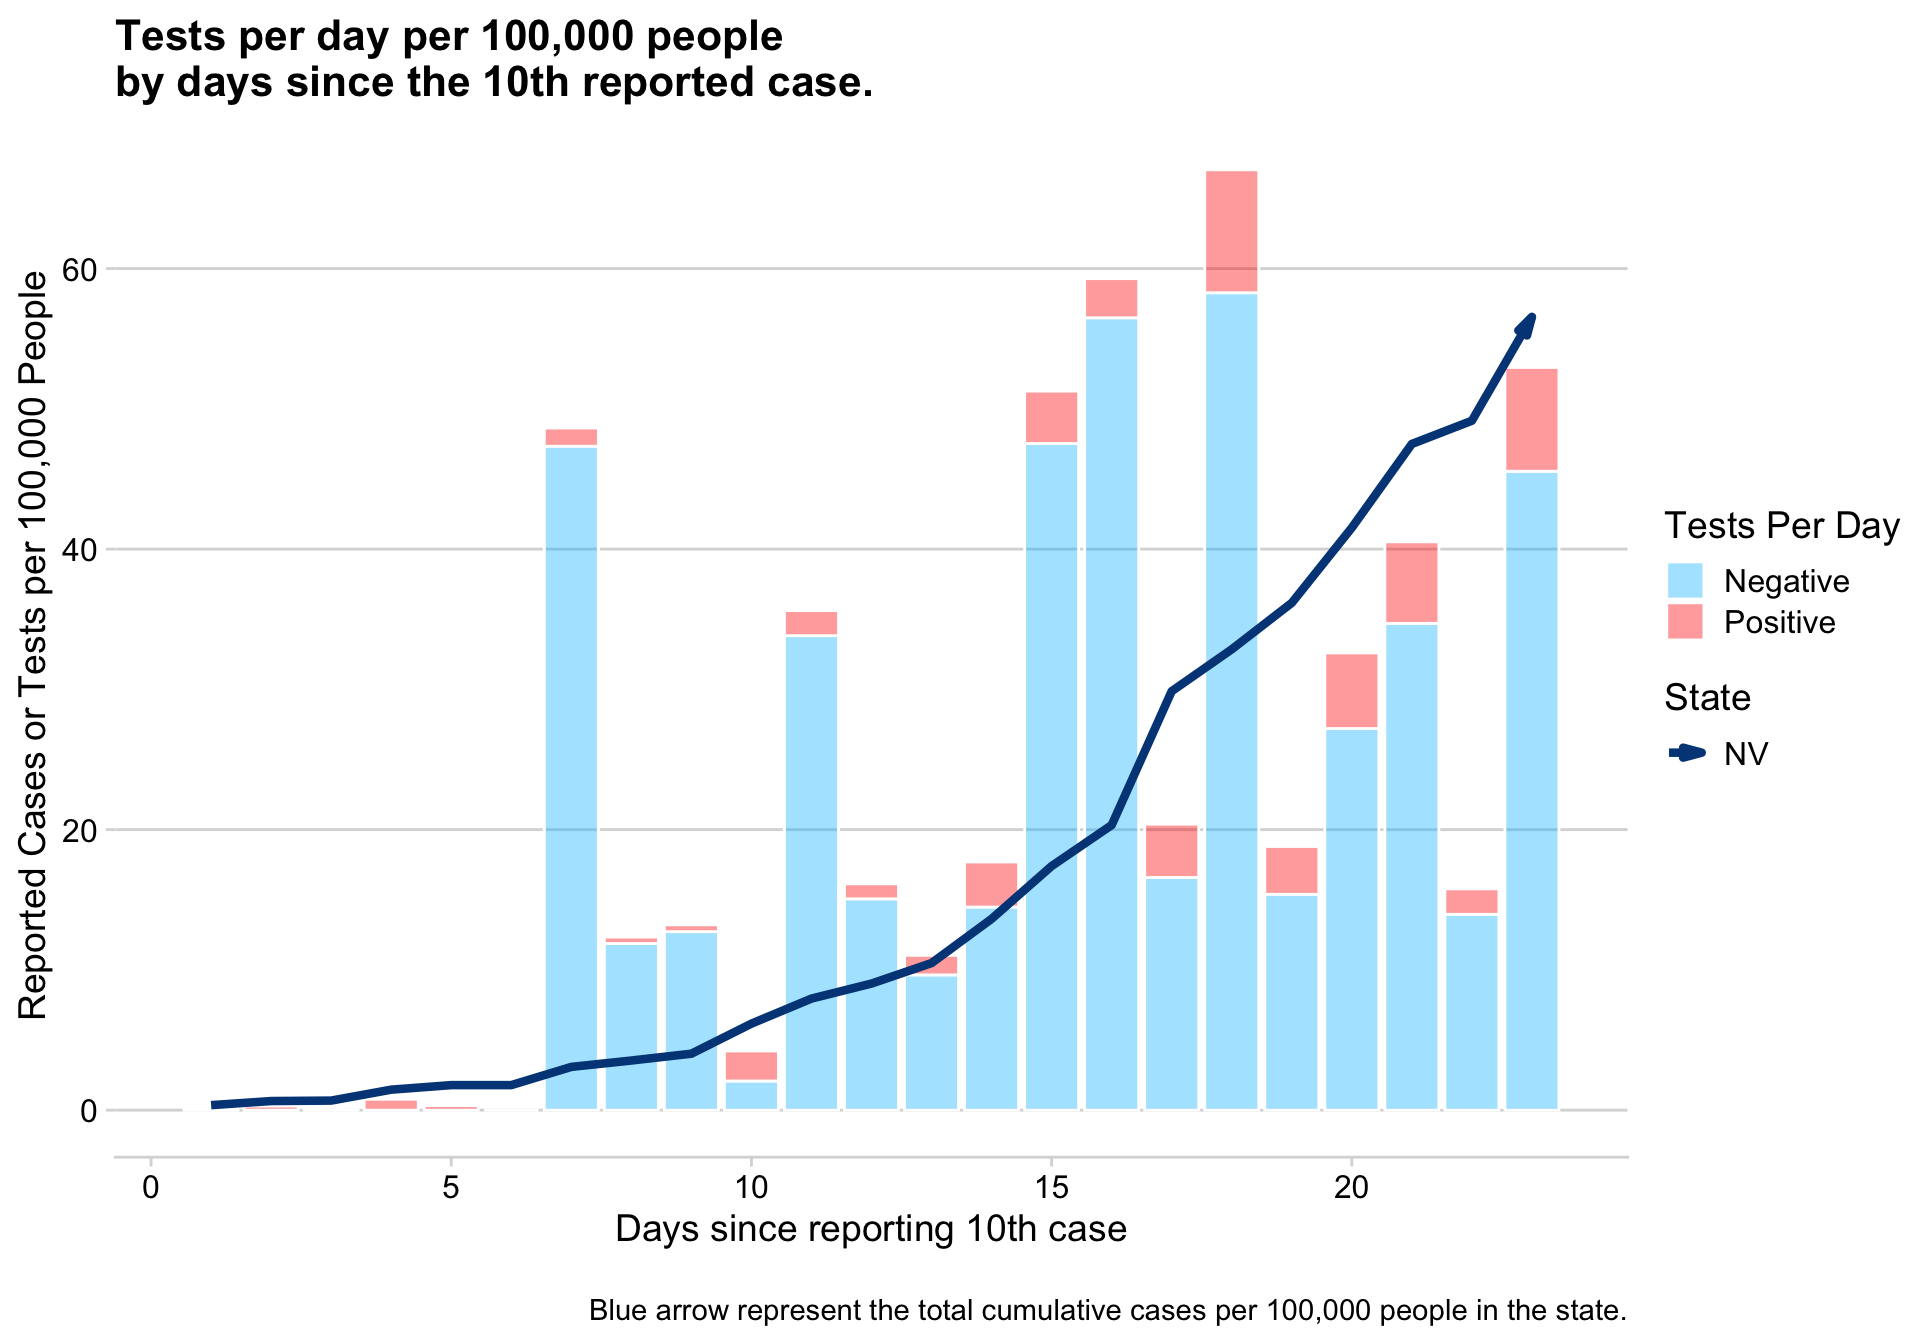 Tests per day per 100,000 people
by days since the 10th reported case.
Reported Cases or Tests per 100,000 People
60
40
20
0
0
5
10
15
20
Days since reporting 10th case
Tests Per Day
Negative
Positive
State
NV
Blue arrow represent the total cumulative cases per 100,000 people in the state.